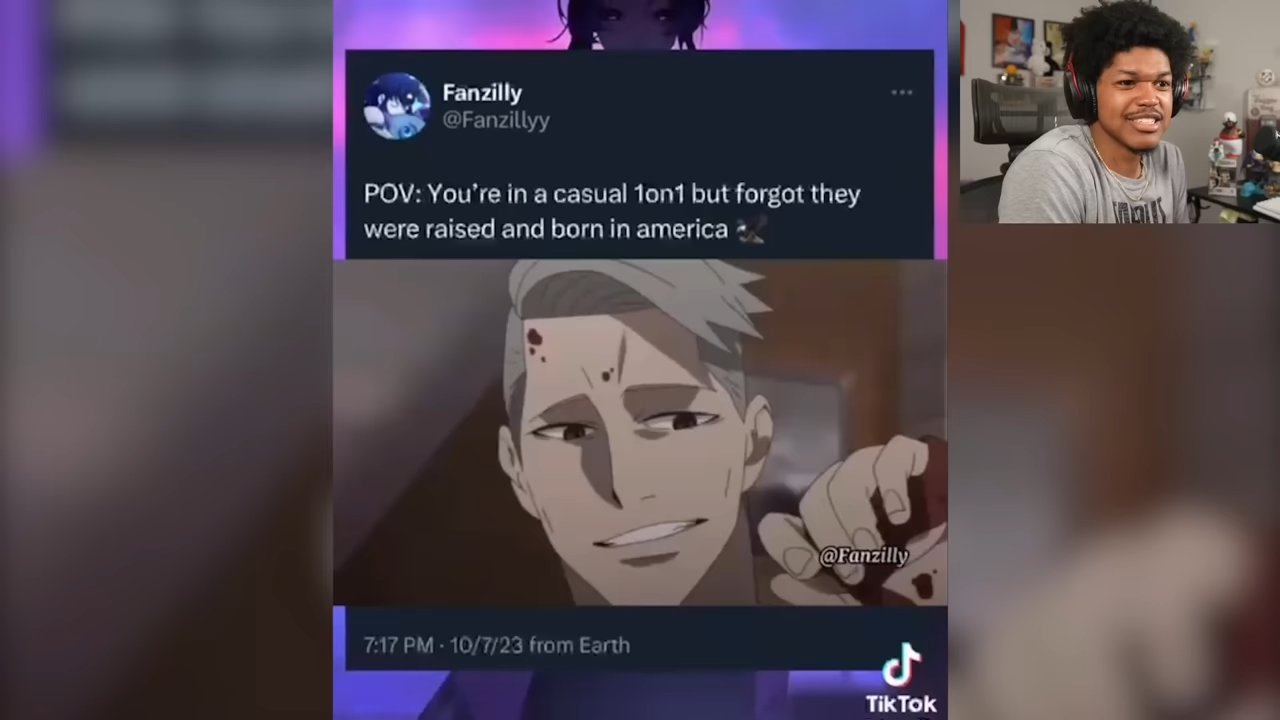 Fanzilly
@Fanzillyy
POV: You're in a casual 1on1 but forgot they
were raised and born in america 🦅
@Fanzilly
7:17 PM · 10/7/23 from Earth
TikTok